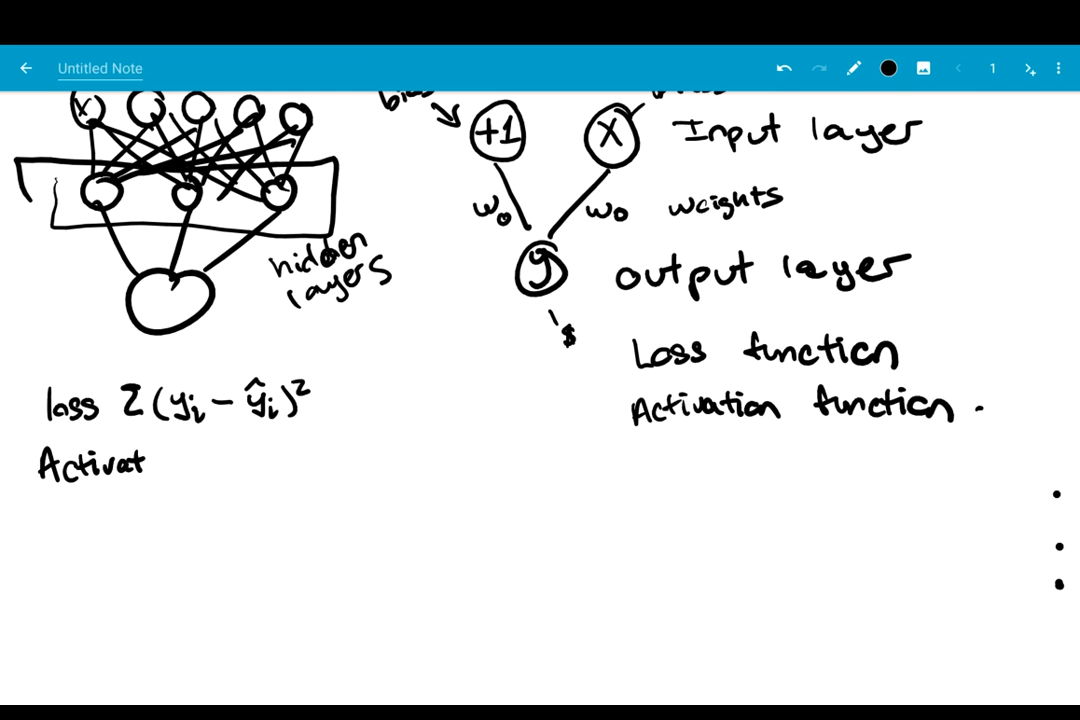 Untitled Note
1
x
+1
x
Input layer
w₀
w₀ weights
y
output layer
hidden
layers
$
Loss function
loss Σ(yᵢ - ŷᵢ)²
Activation function.
Activat